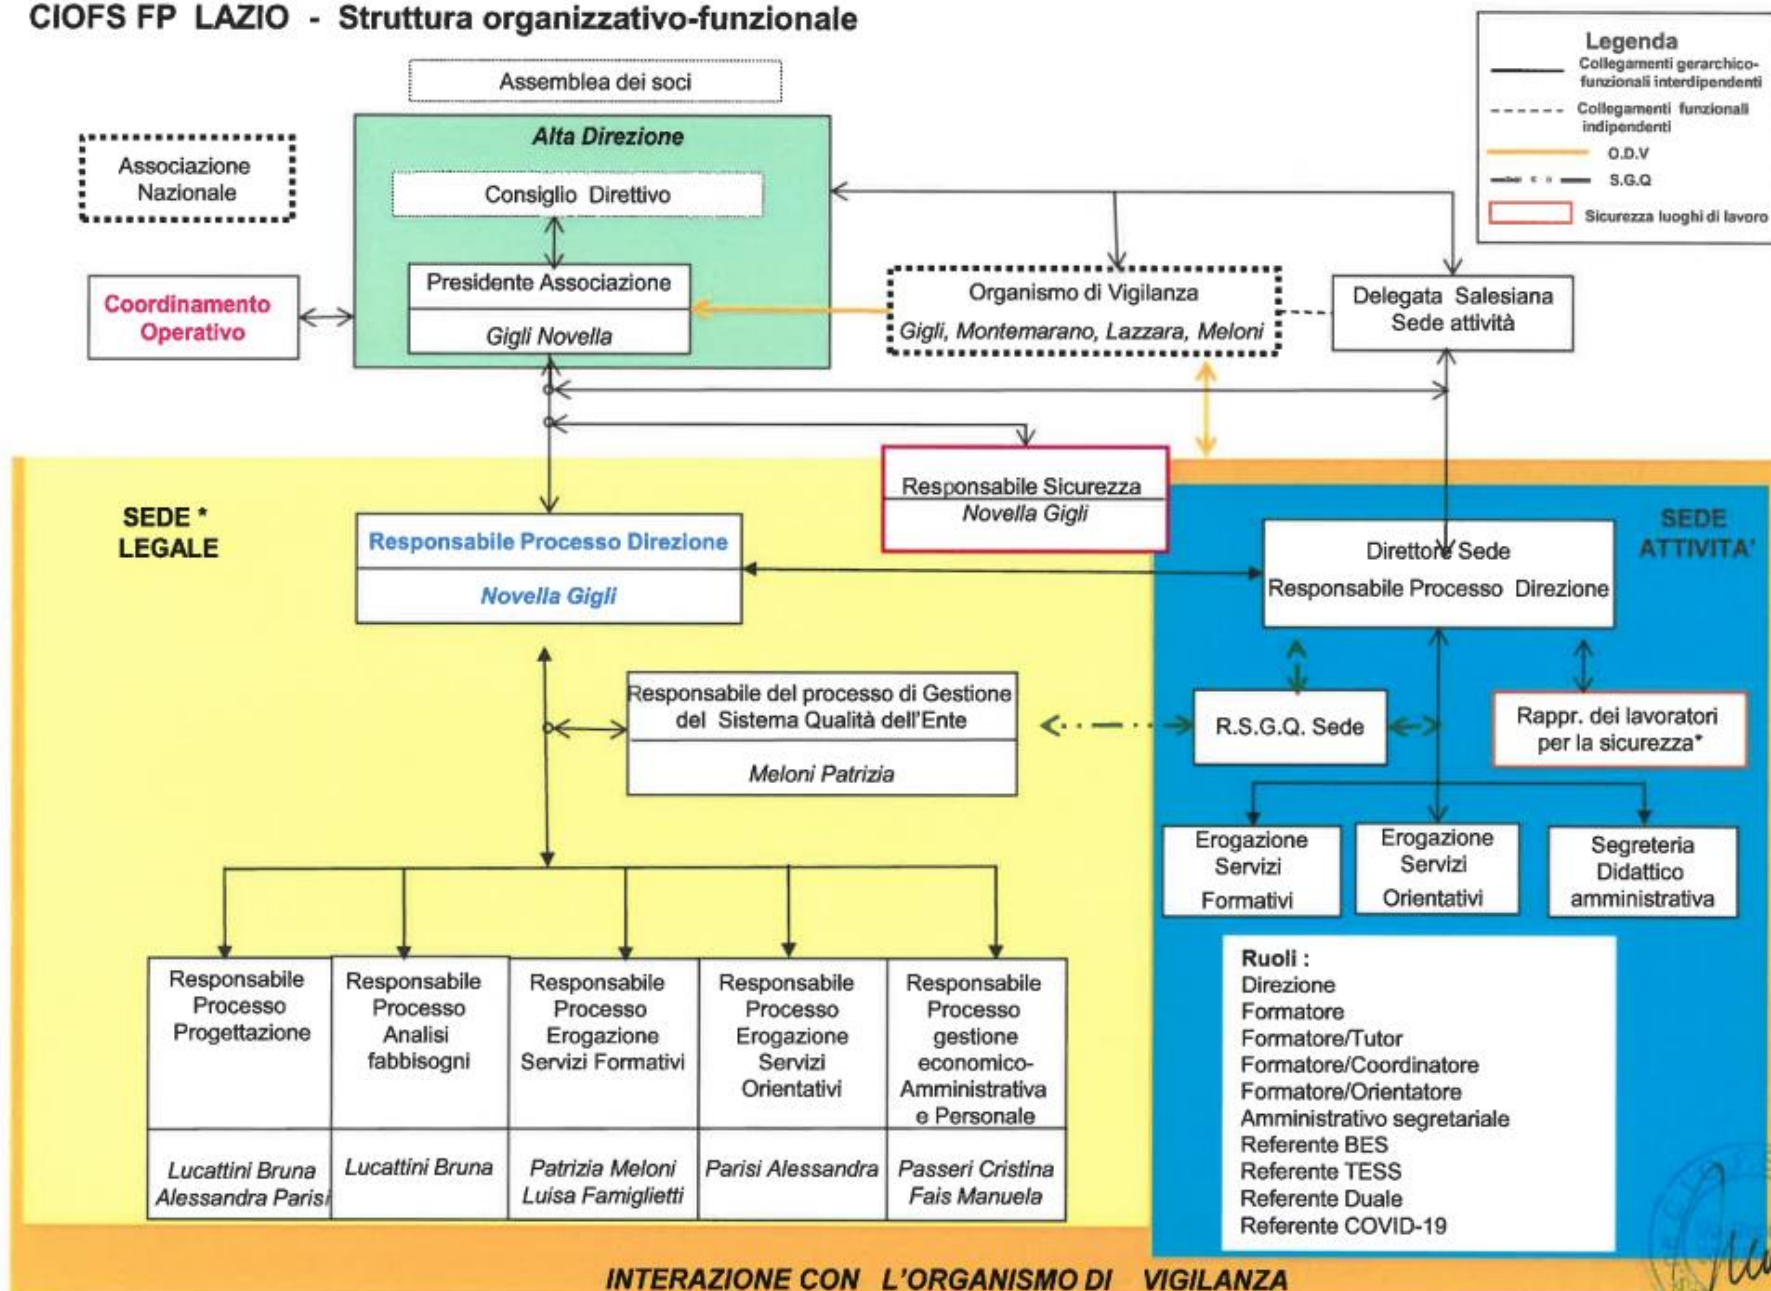 CIOFS FP LAZIO - Struttura organizzativo-funzionale
Legenda
Collegamenti gerarchico-
funzionali interdipendenti
Collegamenti funzionali
indipendenti
O.D.V
S.G.Q
Sicurezza luoghi di lavoro
Assemblea dei soci
Alta Direzione
Associazione
Nazionale
Consiglio Direttivo
Coordinamento
Operativo
Presidente Associazione
Gigli Novella
Organismo di Vigilanza
Gigli, Montemarano, Lazzara, Meloni
Delegata Salesiana
Sede attività
SEDE *
LEGALE
Responsabile Sicurezza
Novella Gigli
SEDE
ATTIVITA'
Responsabile Processo Direzione
Novella Gigli
Direttore Sede
Responsabile Processo Direzione
Responsabile del processo di Gestione
del Sistema Qualità dell'Ente
Meloni Patrizia
R.S.G.Q. Sede
Rappr. dei lavoratori
per la sicurezza*
Erogazione
Servizi
Formativi
Erogazione
Servizi
Orientativi
Segreteria
Didattico
amministrativa
Responsabile
Processo
Progettazione
Lucattini Bruna
Alessandra Parisi
Responsabile
Processo
Analisi
fabbisogni
Lucattini Bruna
Responsabile
Processo
Erogazione
Servizi Formativi
Patrizia Meloni
Luisa Famiglietti
Responsabile
Processo
Erogazione
Servizi
Orientativi
Parisi Alessandra
Responsabile
Processo
gestione
economico-
Amministrativa
e Personale
Passeri Cristina
Fais Manuela
Ruoli :
Direzione
Formatore
Formatore/Tutor
Formatore/Coordinatore
Formatore/Orientatore
Amministrativo segretariale
Referente BES
Referente TESS
Referente Duale
Referente COVID-19
INTERAZIONE CON L'ORGANISMO DI VIGILANZA